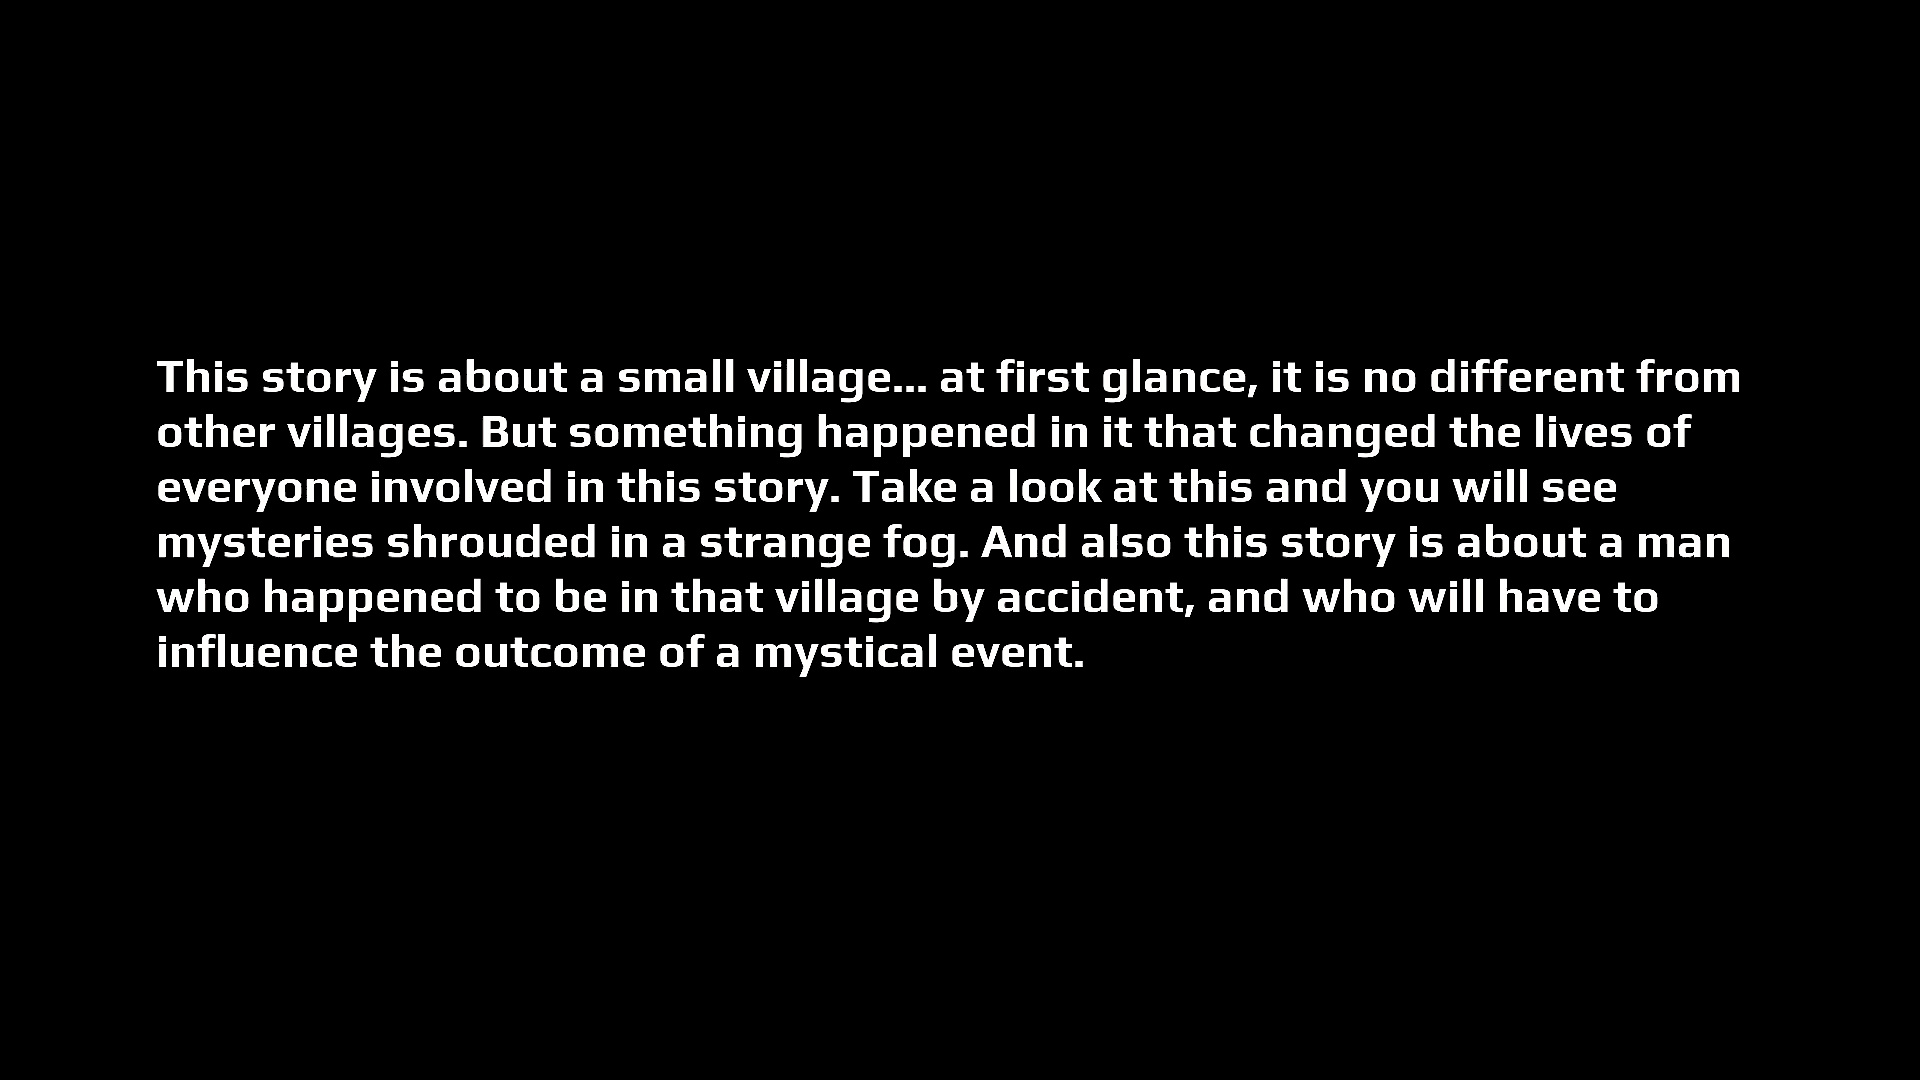 This story is about a small village... at first glance, it is no different from
other villages. But something happened in it that changed the lives of
everyone involved in this story. Take a look at this and you will see
mysteries shrouded in a strange fog. And also this story is about a man
who happened to be in that village by accident, and who will have to
influence the outcome of a mystical event.